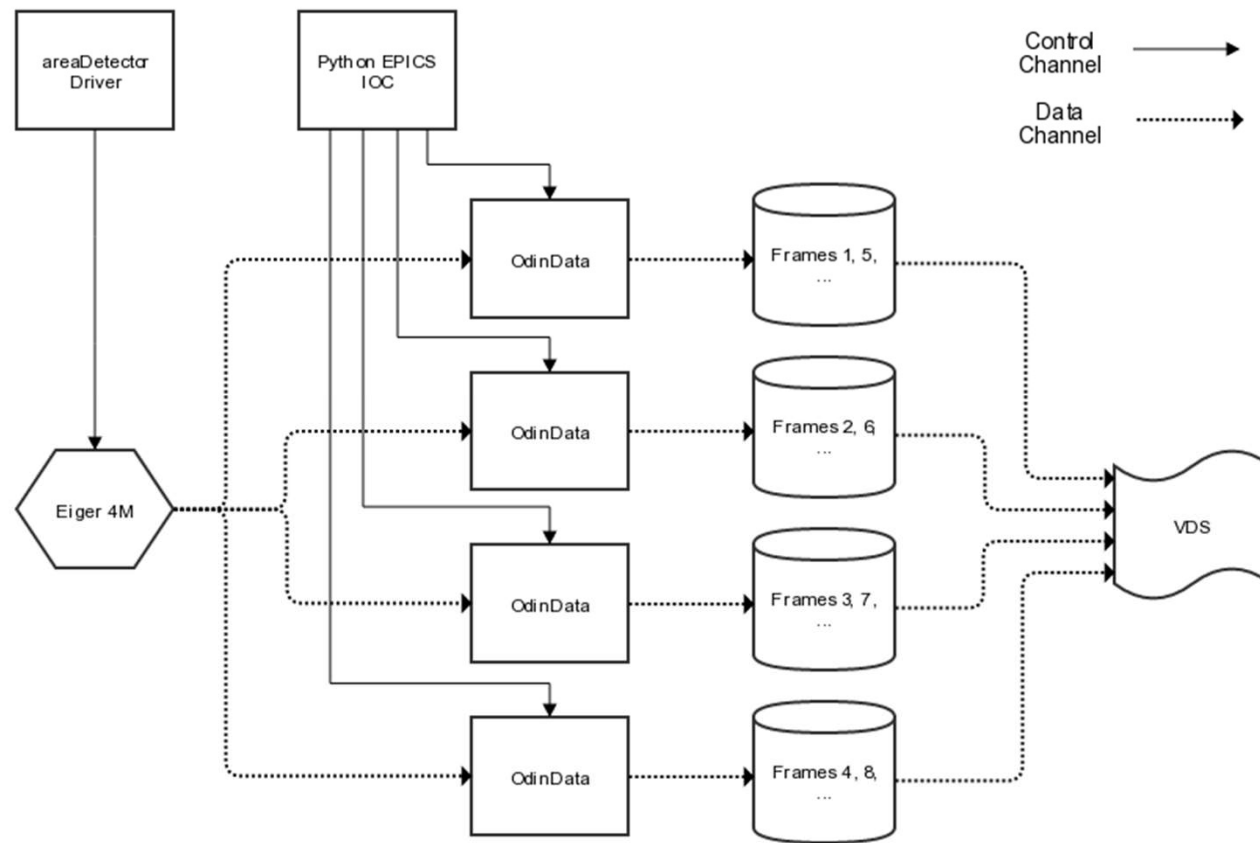 areaDetector
Driver
Python EPICS
IOC
Control
Channel
Data
Channel
OdinData
Frames 1, 5,
...
OdinData
Frames 2, 6,
...
Eiger 4M
VDS
OdinData
Frames 3, 7,
...
OdinData
Frames 4, 8,
...